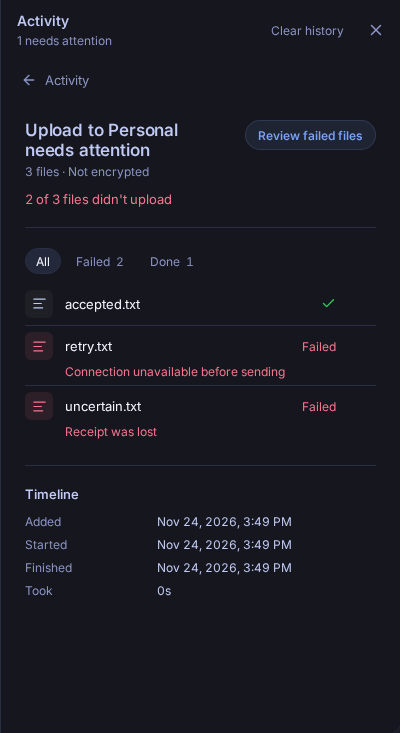 Activity
1 needs attention
Clear history
Activity
Upload to Personal
needs attention
Review failed files
3 files · Not encrypted
2 of 3 files didn't upload
All
Failed 2
Done 1
accepted.txt
retry.txt
Failed
Connection unavailable before sending
uncertain.txt
Failed
Receipt was lost
Timeline
Added Nov 24, 2026, 3:49 PM
Started Nov 24, 2026, 3:49 PM
Finished Nov 24, 2026, 3:49 PM
Took 0s